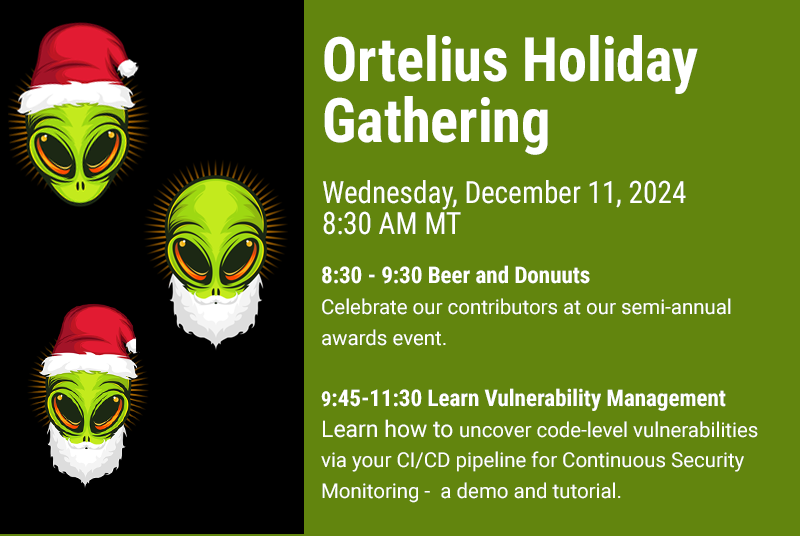 Ortelius Holiday
Gathering
Wednesday, December 11, 2024
8:30 AM MT
8:30 - 9:30 Beer and Donuuts
Celebrate our contributors at our semi-annual
awards event.
9:45-11:30 Learn Vulnerability Management
Learn how to uncover code-level vulnerabilities
via your CI/CD pipeline for Continuous Security
Monitoring - a demo and tutorial.